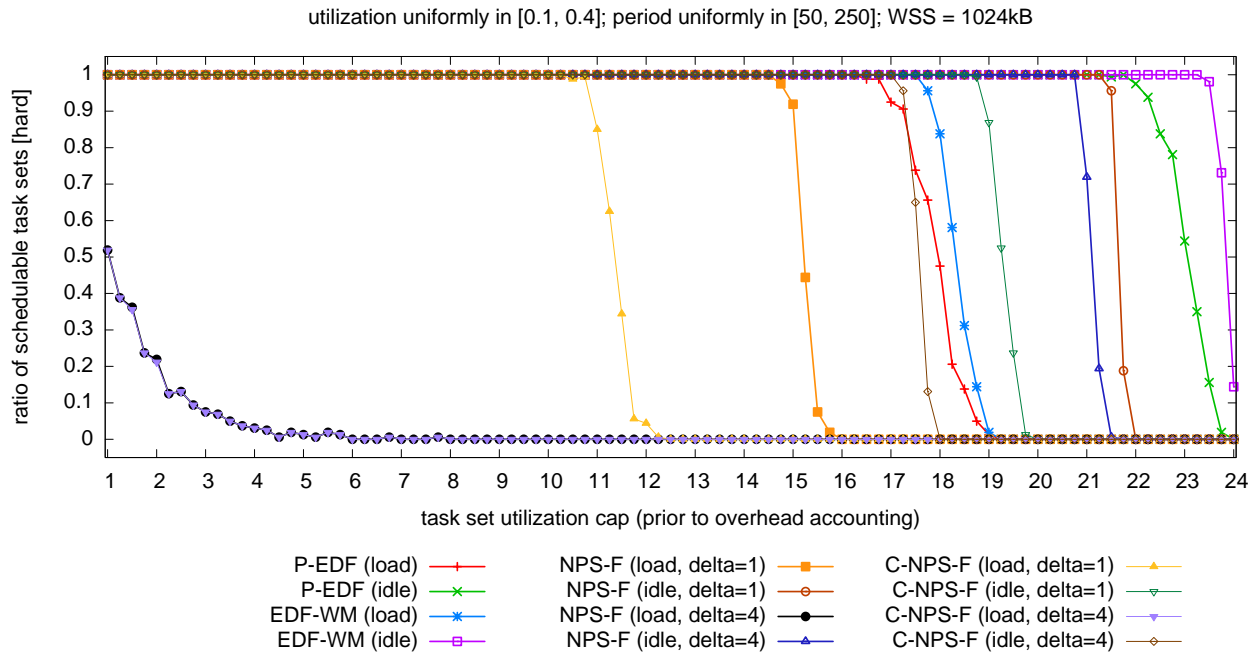 utilization uniformly in [0.1, 0.4]; period uniformly in [50, 250]; WSS = 1024kB
ratio of schedulable task sets [hard]
1
0.9
0.8
0.7
0.6
0.5
0.4
0.3
0.2
0.1
0
1 2 3 4 5 6 7 8 9 10 11 12 13 14 15 16 17 18 19 20 21 22 23 24
task set utilization cap (prior to overhead accounting)
P-EDF (load) NPS-F (load, delta=1) C-NPS-F (load, delta=1)
P-EDF (idle) NPS-F (idle, delta=1) C-NPS-F (idle, delta=1)
EDF-WM (load) NPS-F (load, delta=4) C-NPS-F (load, delta=4)
EDF-WM (idle) NPS-F (idle, delta=4) C-NPS-F (idle, delta=4)